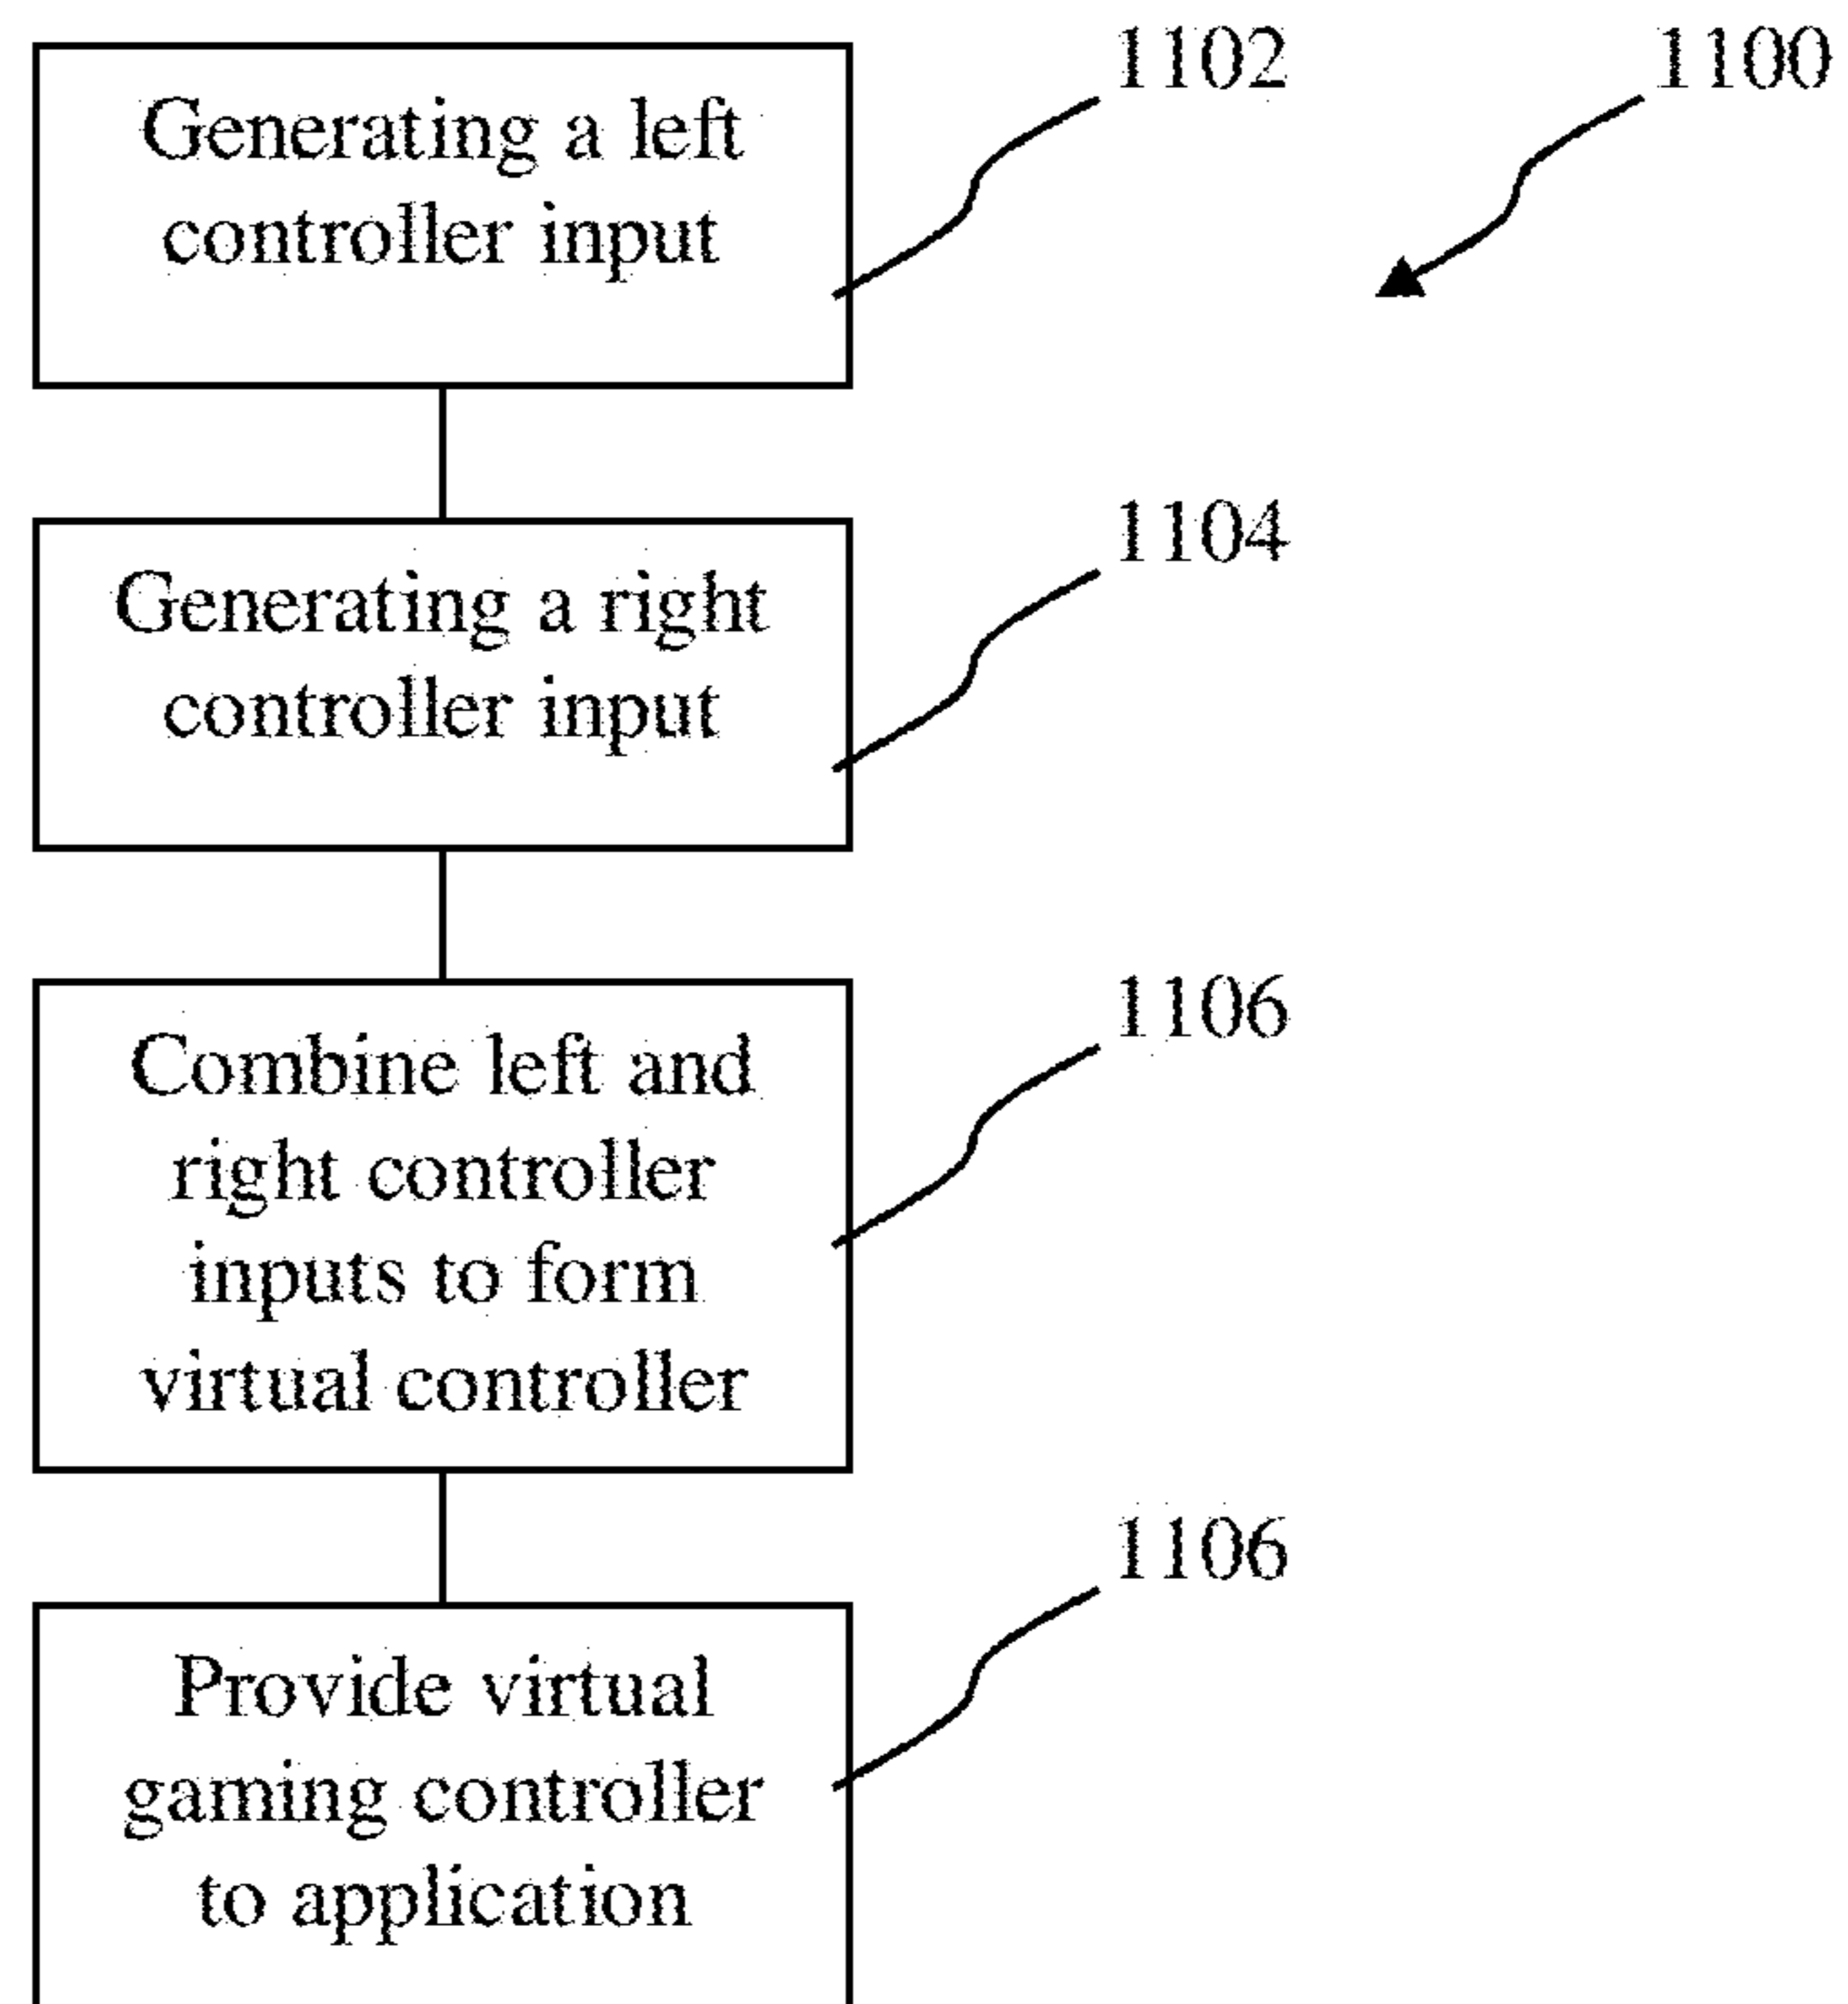 1102
1100
Generating a left
controller input
1104
Generating a right
controller input
1106
Combine left and
right controller
inputs to form
virtual controller
1106
Provide virtual
gaming controller
to application